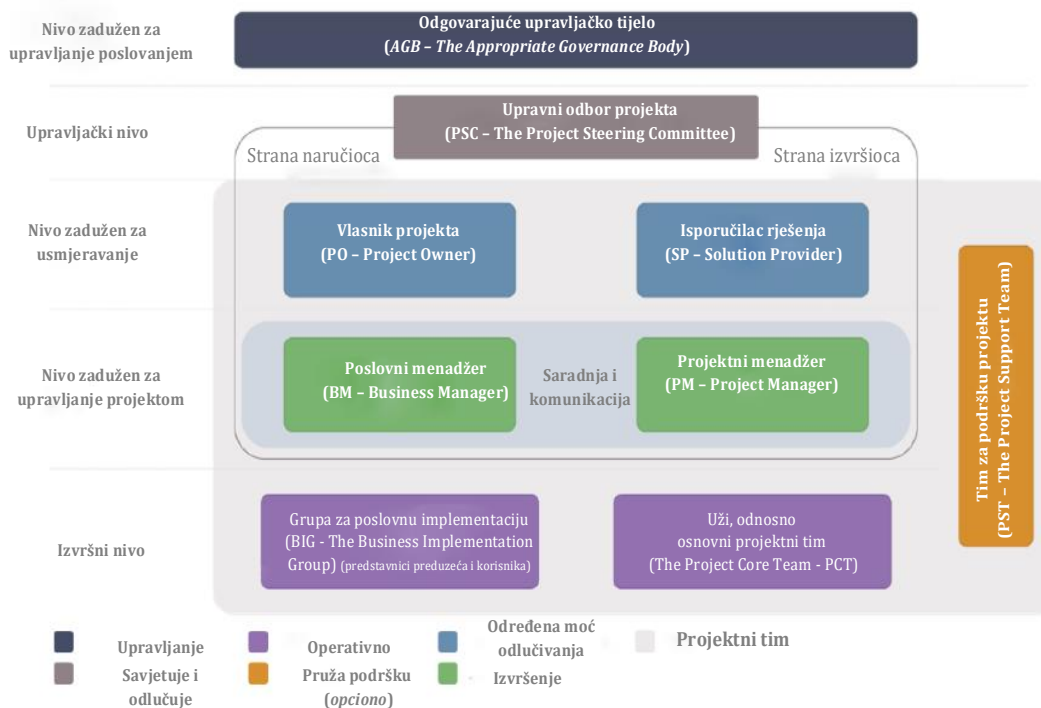 Nivo zadužen za
upravljanje poslovanjem
Odgovarajuće upravljačko tijelo
(AGB – The Appropriate Governance Body)
Upravljački nivo
Upravni odbor projekta
(PSC – The Project Steering Committee)
Strana naručioca
Strana izvršioca
Nivo zadužen za
usmjeravanje
Vlasnik projekta
(PO – Project Owner)
Isporučilac rješenja
(SP – Solution Provider)
Nivo zadužen za
upravljanje projektom
Poslovni menadžer
(BM – Business Manager)
Saradnja i
komunikacija
Projektni menadžer
(PM – Project Manager)
Tim za podršku projektu
(PST – The Project Support Team)
Izvršni nivo
Grupa za poslovnu implementaciju
(BIG - The Business Implementation
Group) (predstavnici preduzeća i korisnika)
Uži, odnosno
osnovni projektni tim
(The Project Core Team - PCT)
Upravljanje
Operativno
Određena moć
odlučivanja
Projektni tim
Savjetuje i
odlučuje
Pruža podršku
(opciono)
Izvršenje